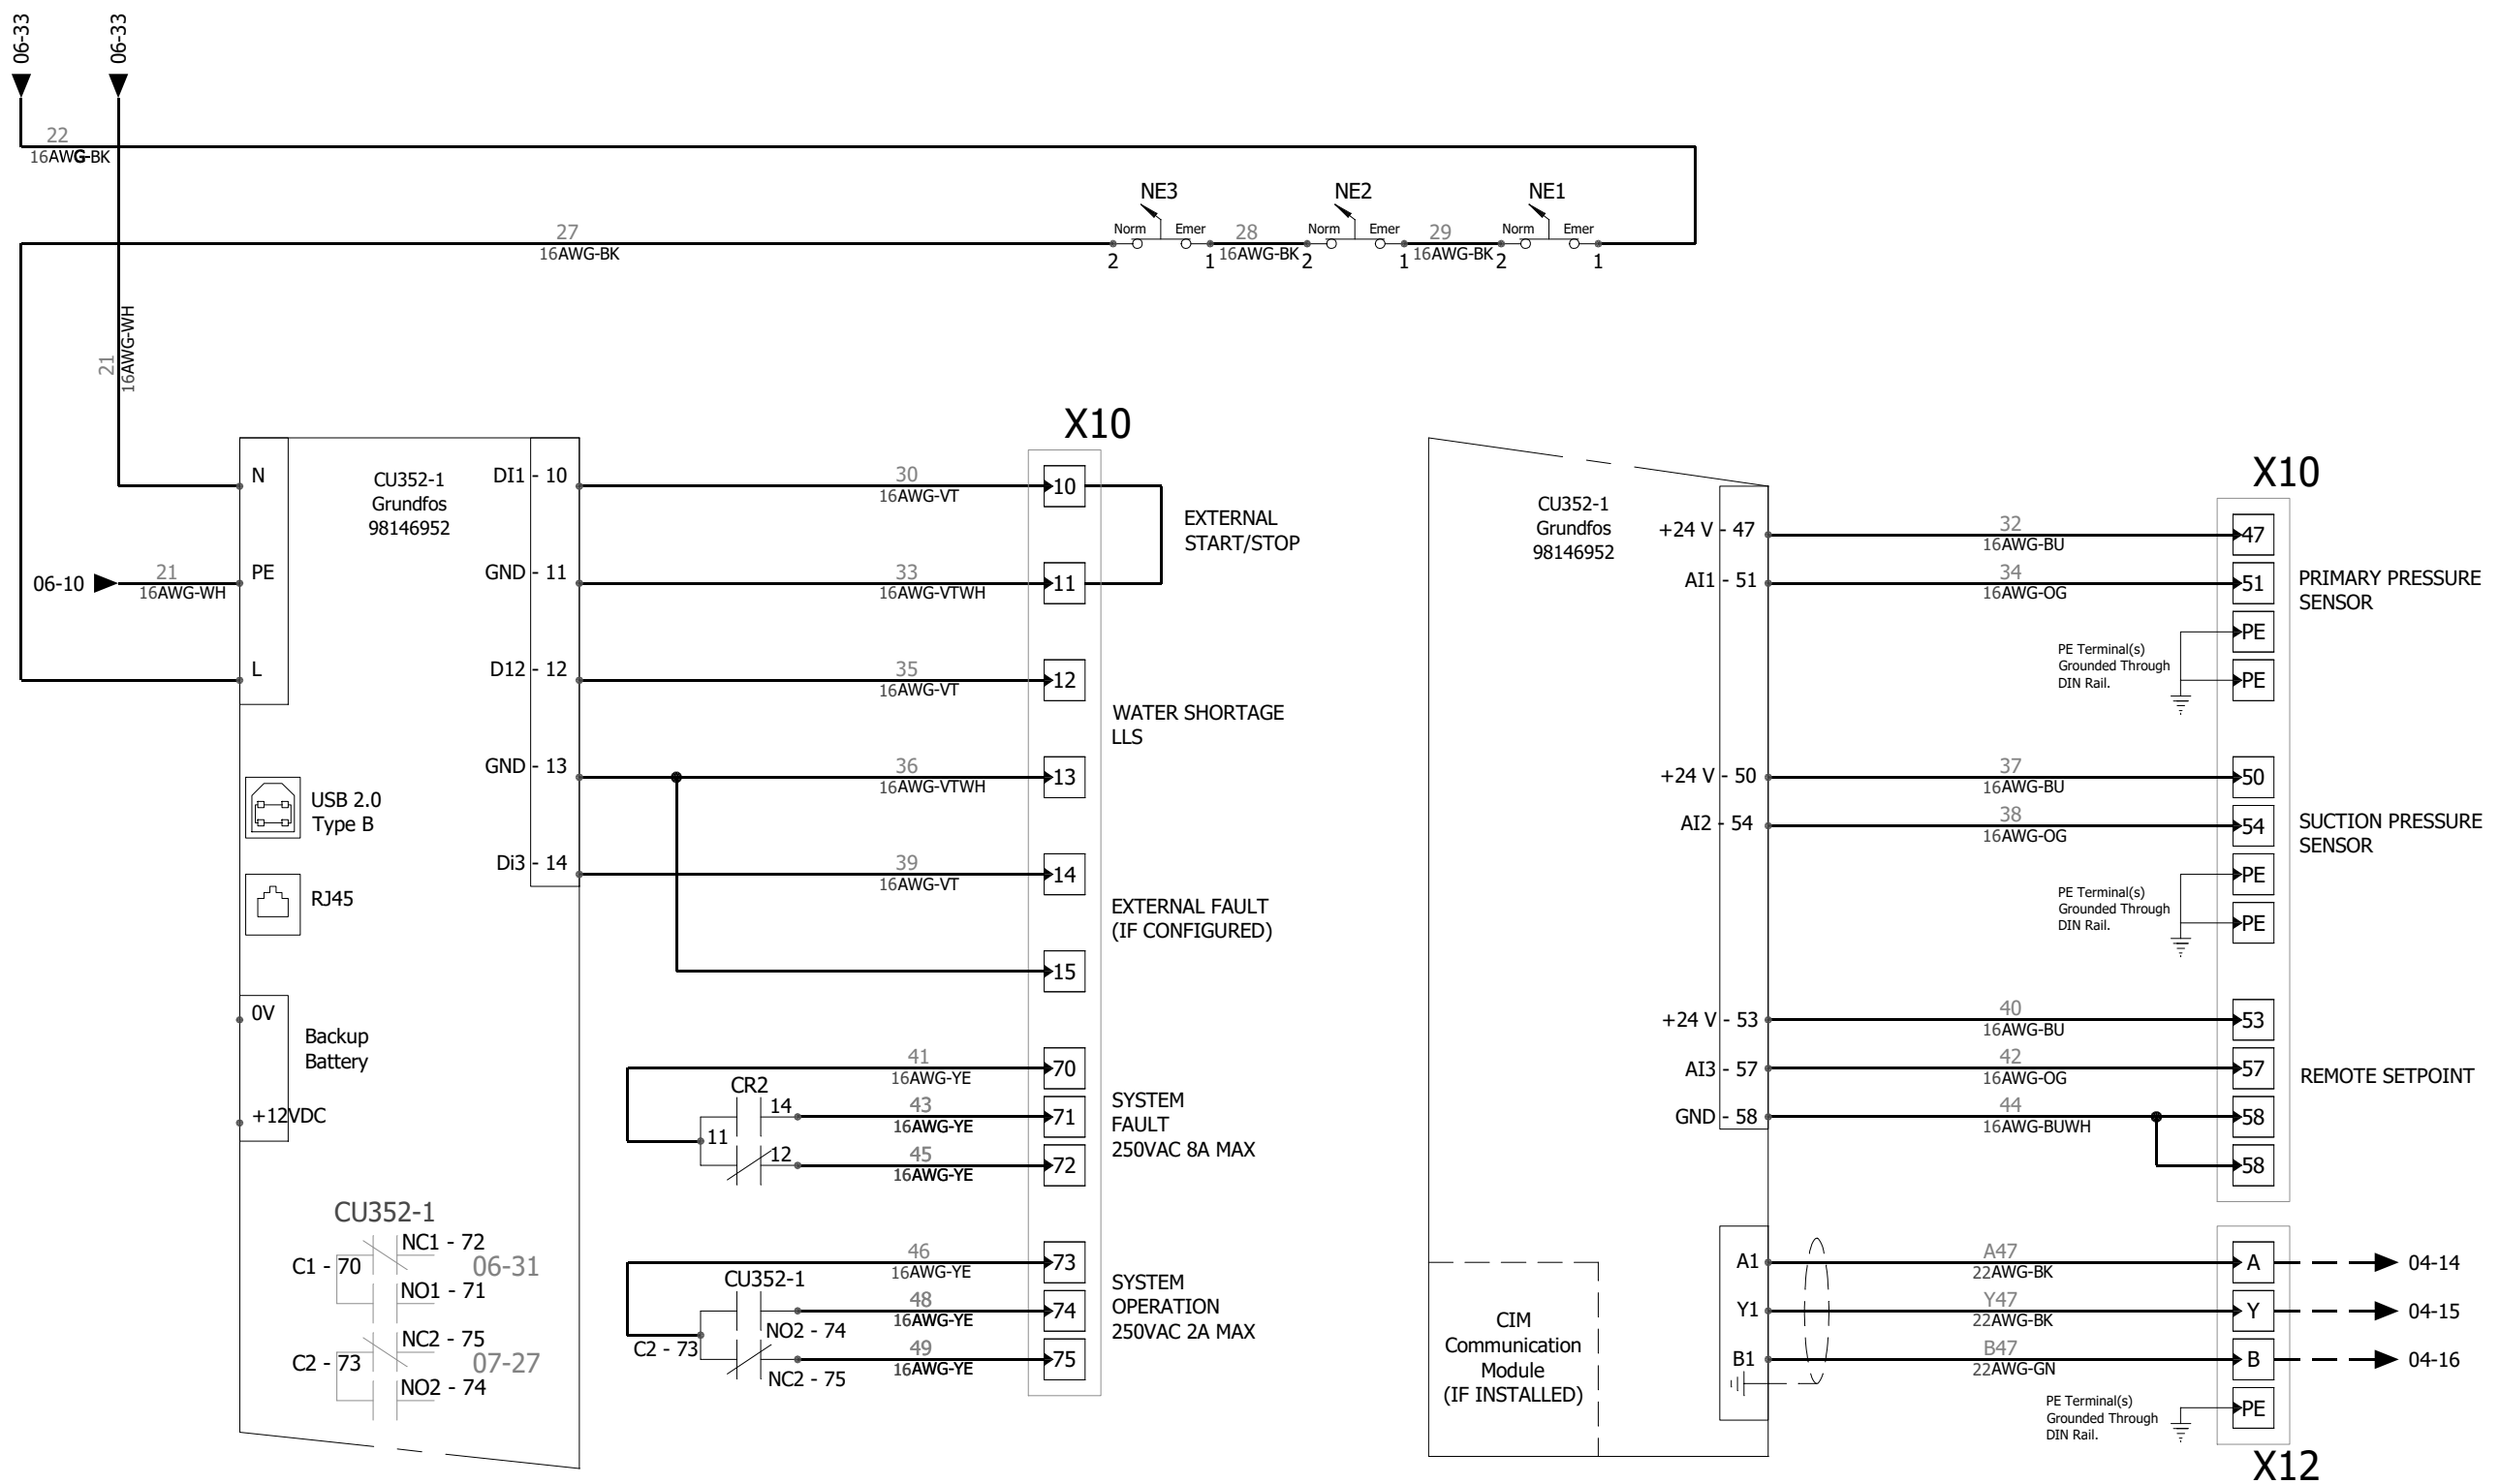 06-33
06-33
22
16AWG-BK
NE3
NE2
NE1
Norm
Emer
Norm
Emer
Norm
Emer
27
16AWG-BK
28
16AWG-BK
29
16AWG-BK
2
1
2
1
2
1
21
16AWG-WH
X10
N
CU352-1
Grundfos
98146952
DI1 - 10
30
16AWG-VT
10
EXTERNAL
START/STOP
06-10
21
16AWG-WH
PE
GND - 11
33
16AWG-VTWH
11
L
D12 - 12
35
16AWG-VT
12
WATER SHORTAGE
LLS
GND - 13
36
16AWG-VTWH
13
USB 2.0
Type B
Di3 - 14
39
16AWG-VT
14
RJ45
EXTERNAL FAULT
(IF CONFIGURED)
15
0V
Backup
Battery
+12VDC
41
16AWG-YE
70
CR2
14
43
16AWG-YE
71
11
12
45
16AWG-YE
72
SYSTEM
FAULT
250VAC 8A MAX
CU352-1
NC1 - 72
C1 - 70
06-31
NO1 - 71
NC2 - 75
C2 - 73
07-27
NO2 - 74
46
16AWG-YE
73
CU352-1
48
16AWG-YE
74
NO2 - 74
C2 - 73
49
16AWG-YE
75
NC2 - 75
SYSTEM
OPERATION
250VAC 2A MAX
X10
CU352-1
Grundfos
98146952
+24 V - 47
32
16AWG-BU
47
AI1 - 51
34
16AWG-OG
51
PRIMARY PRESSURE
SENSOR
PE
PE
PE Terminal(s)
Grounded Through
DIN Rail.
+24 V - 50
37
16AWG-BU
50
AI2 - 54
38
16AWG-OG
54
SUCTION PRESSURE
SENSOR
PE
PE
PE Terminal(s)
Grounded Through
DIN Rail.
+24 V - 53
40
16AWG-BU
53
AI3 - 57
42
16AWG-OG
57
REMOTE SETPOINT
GND - 58
44
16AWG-BUWH
58
58
A1
A47
22AWG-BK
A
04-14
Y1
Y47
22AWG-BK
Y
04-15
B1
B47
22AWG-GN
B
04-16
CIM
Communication
Module
(IF INSTALLED)
PE Terminal(s)
Grounded Through
DIN Rail.
PE
X12